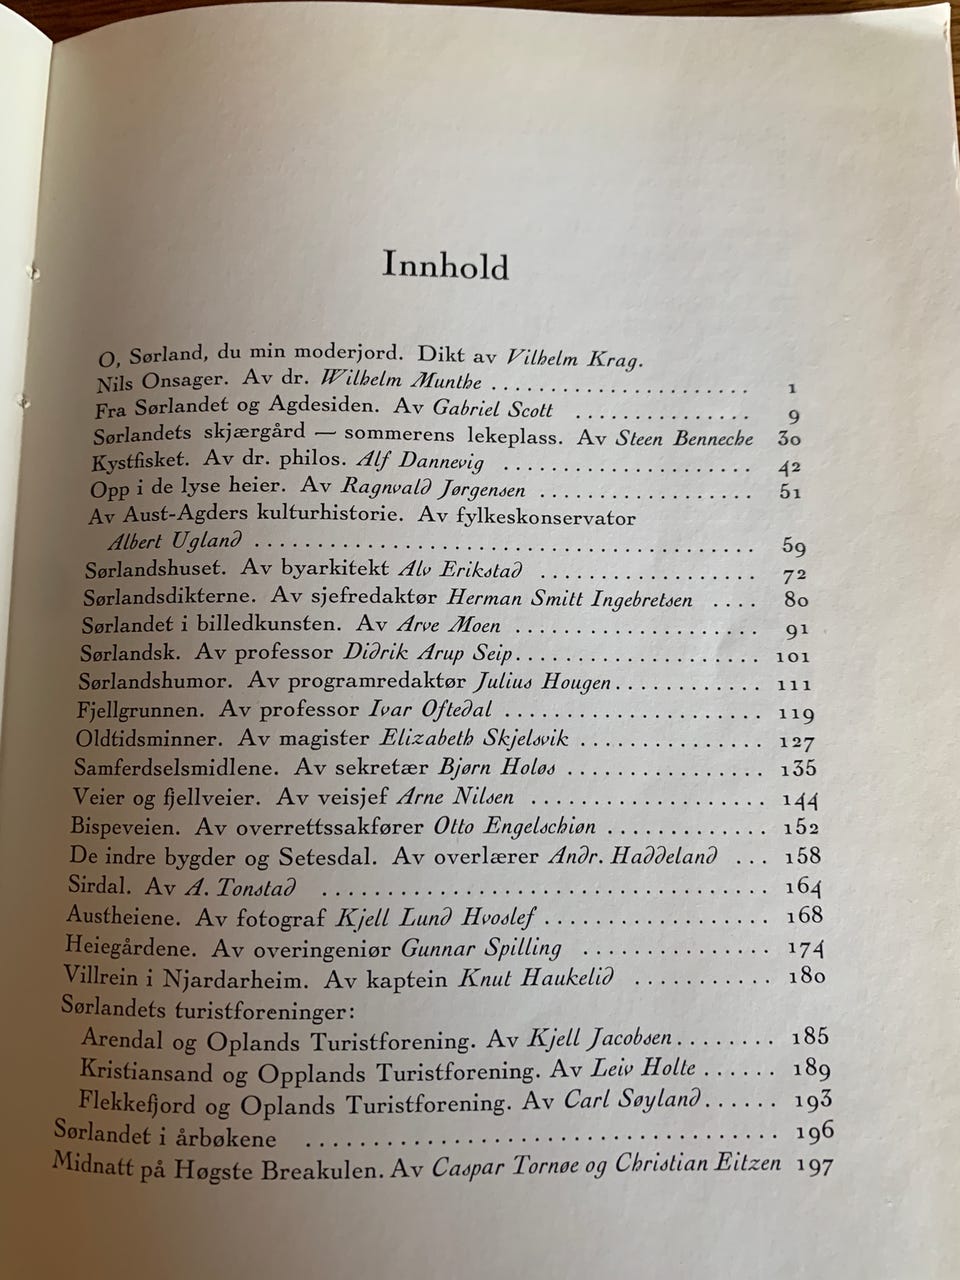 Innhold
O, Sørland, du min moderjord. Dikt av Vilhelm Krag.
Nils Onsager. Av dr. Wilhelm Munthe . . . . . . . . . . . . . . . . . . . . . 1
Fra Sørlandet og Agdesiden. Av Gabriel Scott . . . . . . . . . . . . . . 9
Sørlandets skjærgård — sommerens lekeplass. Av Steen Benneche 30
Kystfisket. Av dr. philos. Alf Dannevig . . . . . . . . . . . . . . . . . . . . 42
Opp i de lyse heier. Av Ragnvald Jørgensen . . . . . . . . . . . . . . . . . 51
Av Aust-Agders kulturhistorie. Av fylkeskonservator
Albert Ugland . . . . . . . . . . . . . . . . . . . . . . . . . . . . . . . . . . . . . . . . 59
Sørlandshuset. Av byarkitekt Alv Erikstad . . . . . . . . . . . . . . . . . 72
Sørlandsdikterne. Av sjefredaktør Herman Smitt Ingebretsen . . . . 80
Sørlandet i billedkunsten. Av Arve Moen . . . . . . . . . . . . . . . . . . . . 91
Sørlandsk. Av professor Didrik Arup Seip . . . . . . . . . . . . . . . . . . . . 101
Sørlandshumor. Av programredaktør Julius Hougen . . . . . . . . . . . . 111
Fjellgrunnen. Av professor Ivar Oftedal . . . . . . . . . . . . . . . . . . . . . 119
Oldtidsminner. Av magister Elizabeth Skjelsvik . . . . . . . . . . . . . . . 127
Samferdselsmidlene. Av sekretær Bjørn Holøs . . . . . . . . . . . . . . . . 135
Veier og fjellveier. Av veisjef Arne Nilsen . . . . . . . . . . . . . . . . . . . 144
Bispeveien. Av overrettssakfører Otto Engelschiøn . . . . . . . . . . . . . 152
De indre bygder og Setesdal. Av overlærer Andr. Haddeland . . . 158
Sirdal. Av A. Tonstad . . . . . . . . . . . . . . . . . . . . . . . . . . . . . . . . . . . . 164
Austheiene. Av fotograf Kjell Lund Hvoslef . . . . . . . . . . . . . . . . . . 168
Heiegårdene. Av overingeniør Gunnar Spilling . . . . . . . . . . . . . . . 174
Villrein i Njardarheim. Av kaptein Knut Haukelid . . . . . . . . . . . 180
Sørlandets turistforeninger:
Arendal og Oplands Turistforening. Av Kjell Jacobsen . . . . . . . . 185
Kristiansand og Opplands Turistforening. Av Leiv Holte . . . . . . 189
Flekkefjord og Oplands Turistforening. Av Carl Søyland . . . . . . 193
Sørlandet i årbøkene . . . . . . . . . . . . . . . . . . . . . . . . . . . . . . . . . . . . . . 196
Midnatt på Høgste Breakulen. Av Caspar Tornøe og Christian Eitzen 197